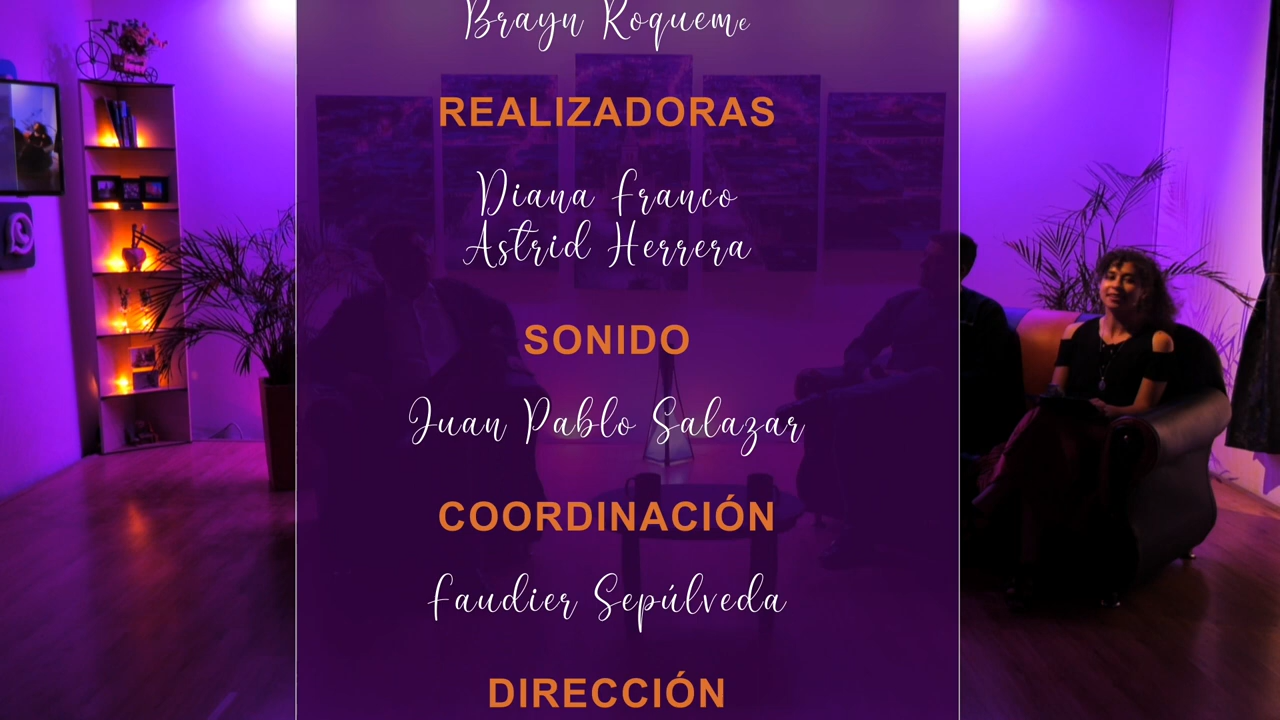 Brayn Roqueme
REALIZADORAS
Diana Franco
Astrid Herrera
SONIDO
Juan Pablo Salazar
COORDINACIÓN
Faudier Sepúlveda
DIRECCIÓN